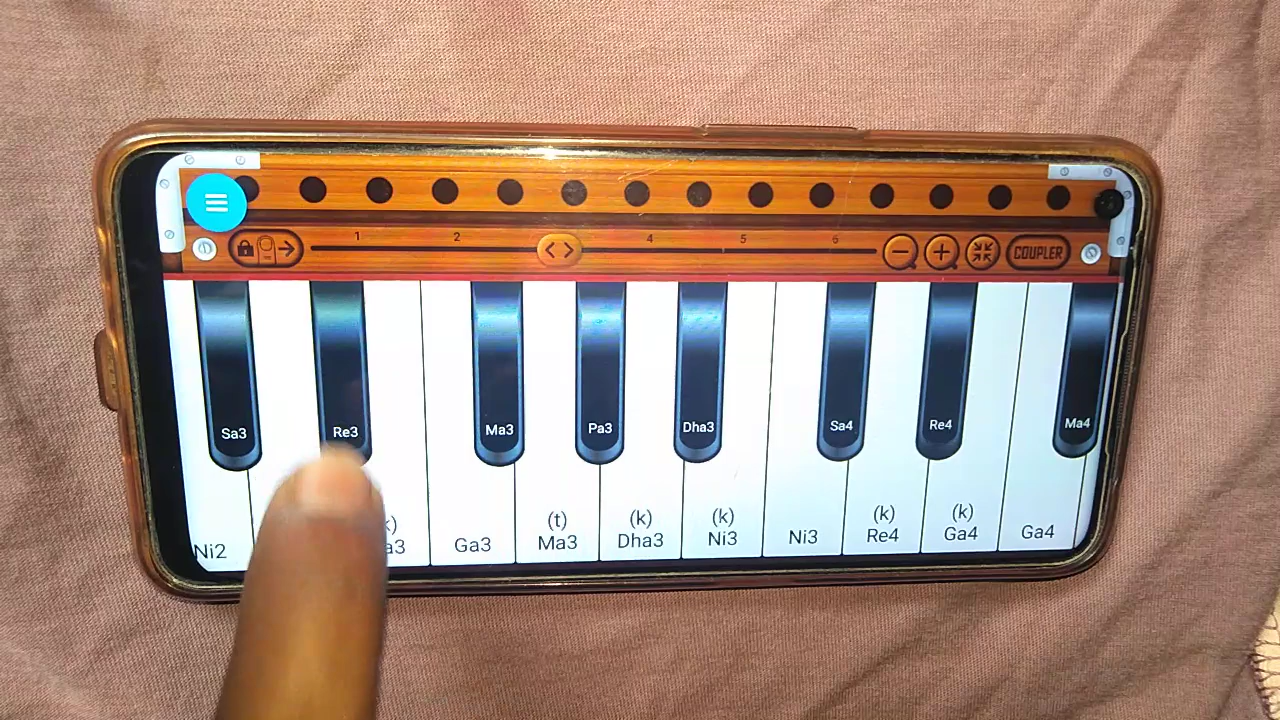 1 2 4 5 6
COUPLER
Sa3 Re3 Ma3 Pa3 Dha3 Sa4 Re4 Ma4
(t) (k) (k) (k) (k)
Ni2 Ga3 Ma3 Dha3 Ni3 Ni3 Re4 Ga4 Ga4